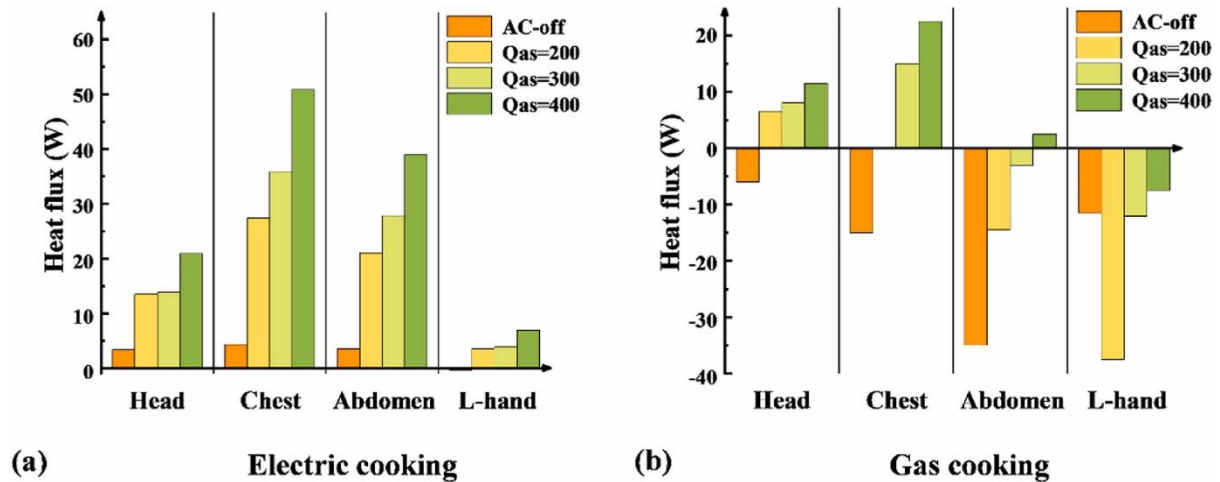 AC-off
Qas=200
Qas=300
Qas=400
60
50
40
30
20
10
0
Heat flux (W)
Head Chest Abdomen L-hand
(a) Electric cooking
AC-off
Qas=200
Qas=300
Qas=400
20
10
0
-10
-20
-30
-40
Heat flux (W)
Head Chest Abdomen L-hand
(b) Gas cooking